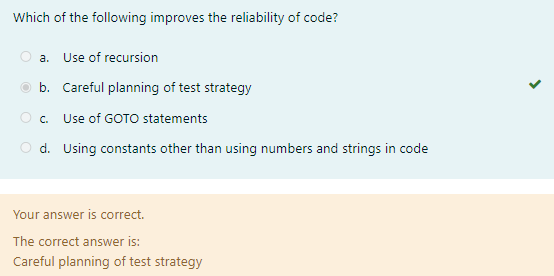 Which of the following improves the reliability of code?
a. Use of recursion
b. Careful planning of test strategy
c. Use of GOTO statements
d. Using constants other than using numbers and strings in code
Your answer is correct.
The correct answer is:
Careful planning of test strategy